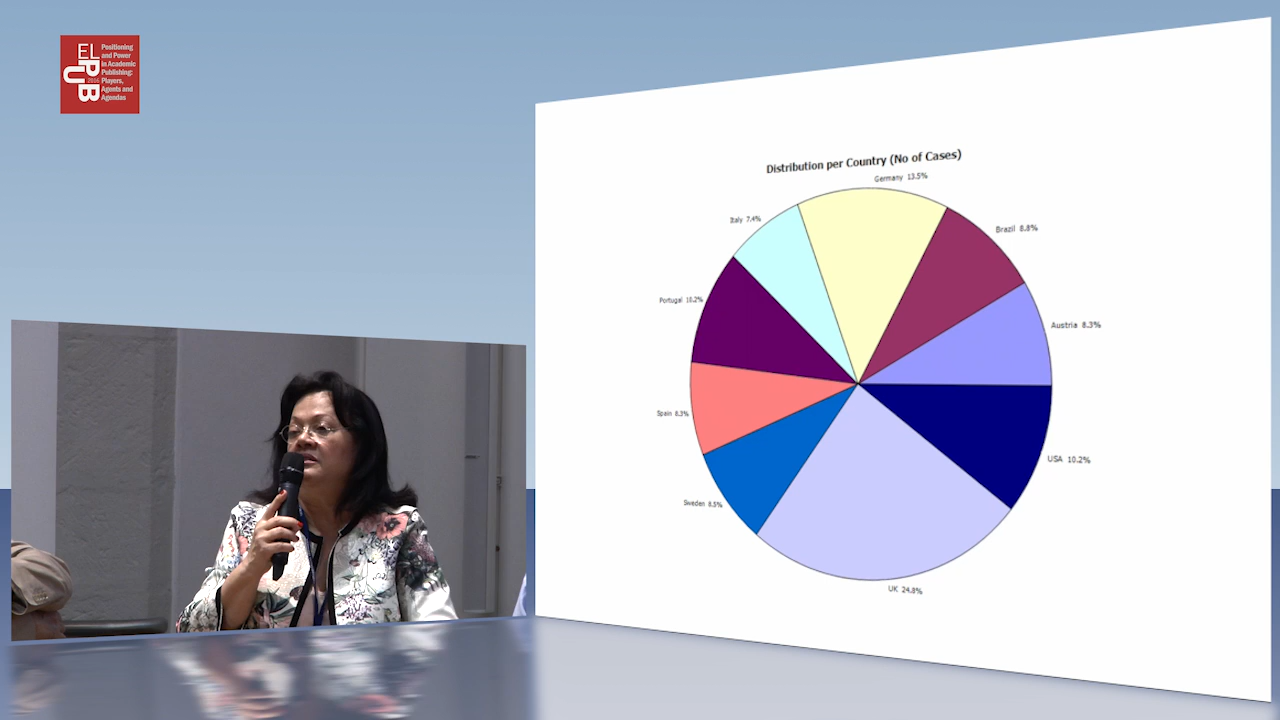 EL
PUB
2016
Positioning
and Power
in Academic
Publishing:
Players,
Agents and
Agendas
Distribution per Country (No of Cases)
Germany 13.5%
Italy 7.4%
Brazil 8.8%
Portugal 10.2%
Austria 8.3%
Spain 8.3%
USA 10.2%
Sweden 8.5%
UK 24.8%